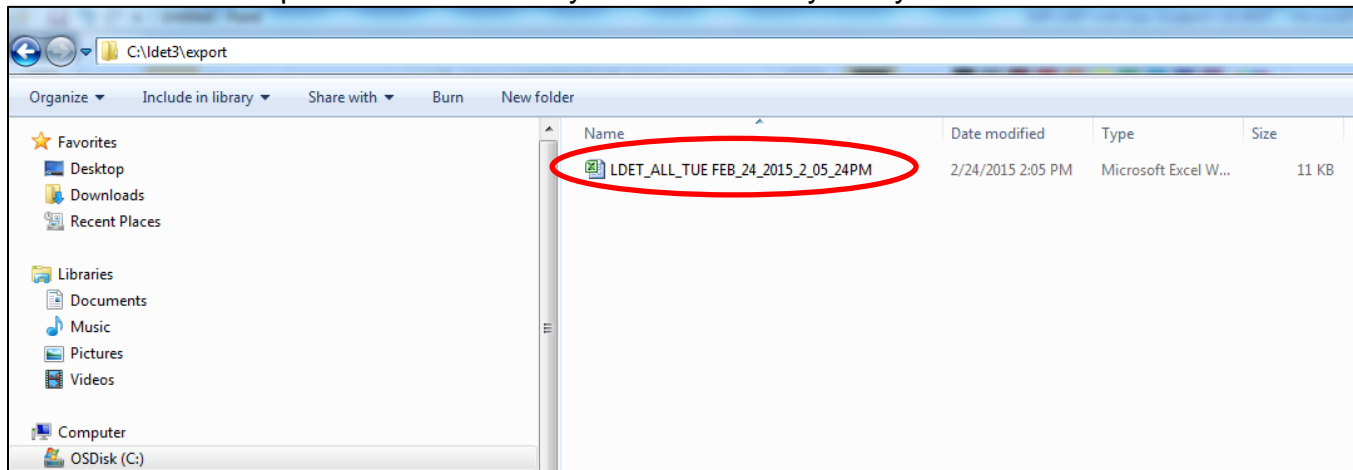 C:\ldet3\export
Organize Include in library Share with Burn New folder
Name Date modified Type Size
LDET_ALL_TUE FEB_24_2015_2_05_24PM 2/24/2015 2:05 PM Microsoft Excel W... 11 KB
Favorites
Desktop
Downloads
Recent Places
Libraries
Documents
Music
Pictures
Videos
Computer
OSDisk (C:)